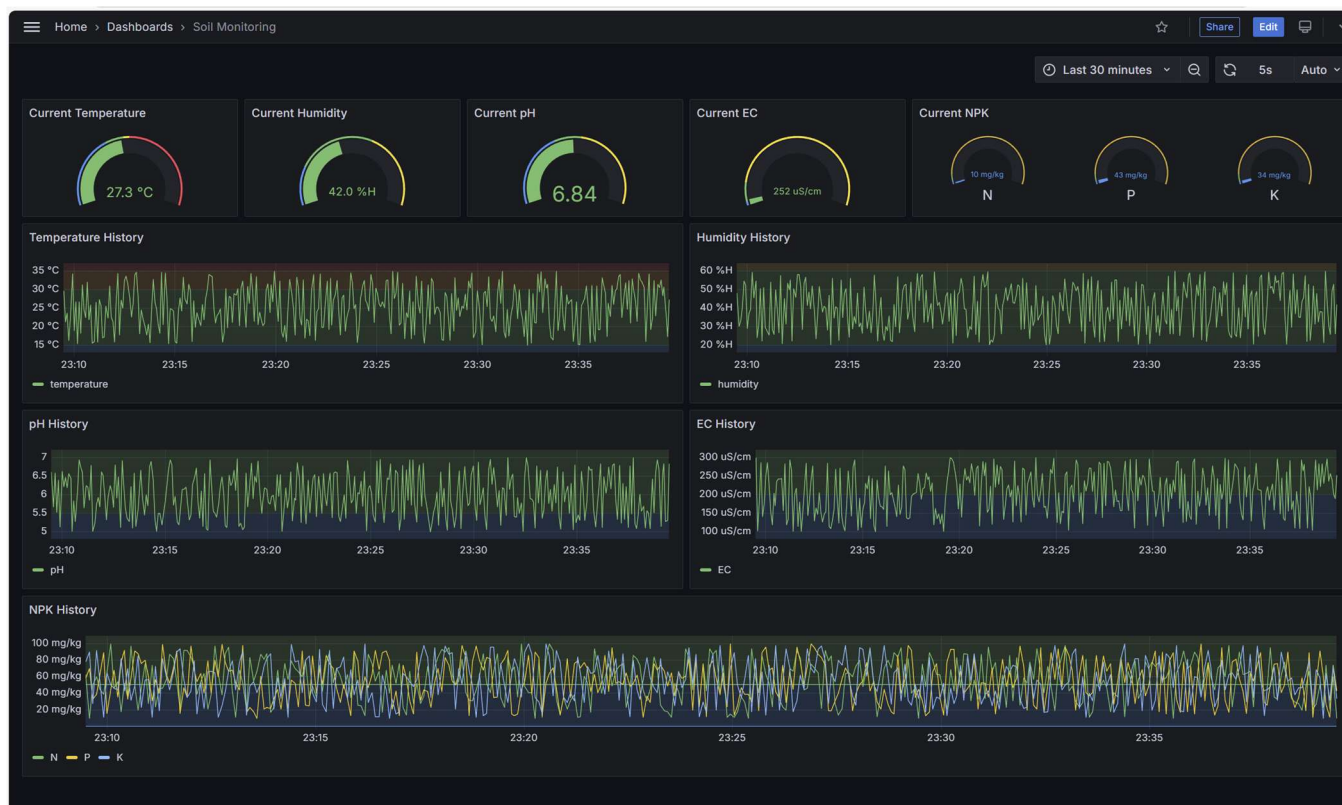 Home › Dashboards › Soil Monitoring
Share
Edit
Last 30 minutes
5s
Auto
Current Temperature
27.3 °C
Current Humidity
42.0 %H
Current pH
6.84
Current EC
252 uS/cm
Current NPK
10 mg/kg
N
43 mg/kg
P
34 mg/kg
K
Temperature History
35 °C
30 °C
25 °C
20 °C
15 °C
23:10 23:15 23:20 23:25 23:30 23:35
temperature
Humidity History
60 %H
50 %H
40 %H
30 %H
20 %H
23:10 23:15 23:20 23:25 23:30 23:35
humidity
pH History
7
6.5
6
5.5
5
23:10 23:15 23:20 23:25 23:30 23:35
pH
EC History
300 uS/cm
250 uS/cm
200 uS/cm
150 uS/cm
100 uS/cm
23:10 23:15 23:20 23:25 23:30 23:35
EC
NPK History
100 mg/kg
80 mg/kg
60 mg/kg
40 mg/kg
20 mg/kg
23:10 23:15 23:20 23:25 23:30 23:35
N P K